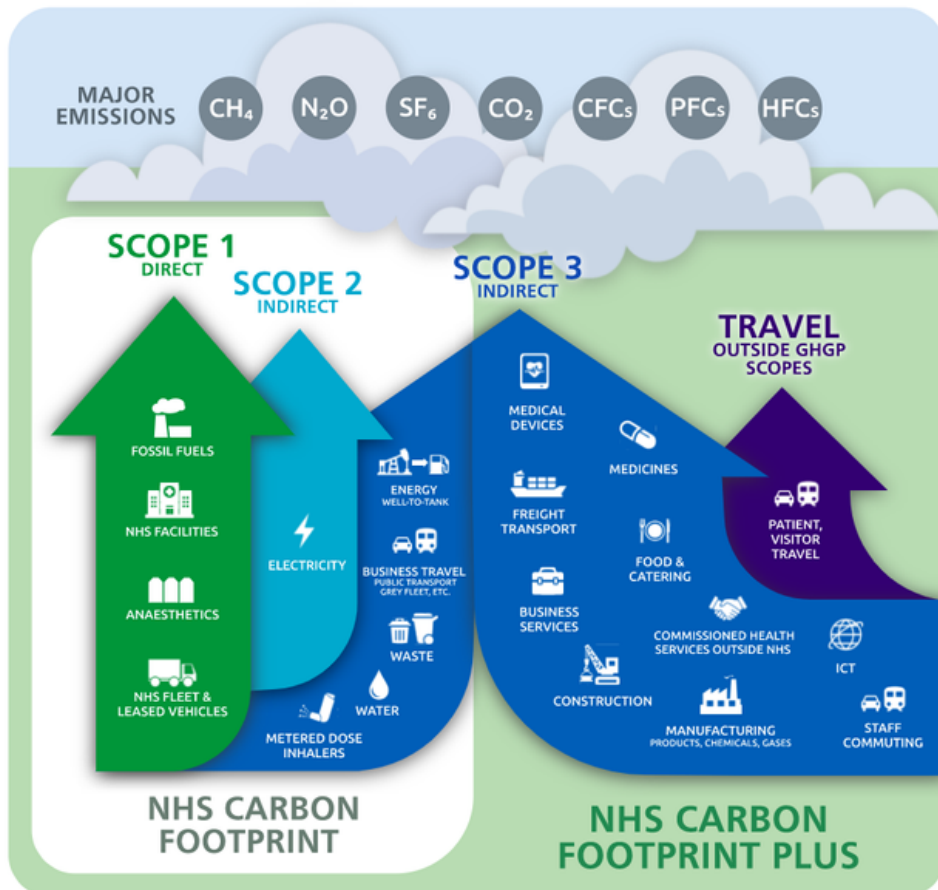 MAJOR
EMISSIONS
CH₄
N₂O
SF₆
CO₂
CFCs
PFCs
HFCs
SCOPE 1
DIRECT
FOSSIL FUELS
NHS FACILITIES
ANAESTHETICS
NHS FLEET &
LEASED VEHICLES
SCOPE 2
INDIRECT
ELECTRICITY
SCOPE 3
INDIRECT
ENERGY
WELL-TO-TANK
BUSINESS TRAVEL
PUBLIC TRANSPORT
GREY FLEET, ETC.
WASTE
WATER
METERED DOSE
INHALERS
MEDICAL
DEVICES
MEDICINES
FREIGHT
TRANSPORT
FOOD &
CATERING
BUSINESS
SERVICES
COMMISSIONED HEALTH
SERVICES OUTSIDE NHS
ICT
CONSTRUCTION
MANUFACTURING
PRODUCTS, CHEMICALS, GASES
STAFF
COMMUTING
TRAVEL
OUTSIDE GHGP
SCOPES
PATIENT,
VISITOR
TRAVEL
NHS CARBON
FOOTPRINT
NHS CARBON
FOOTPRINT PLUS